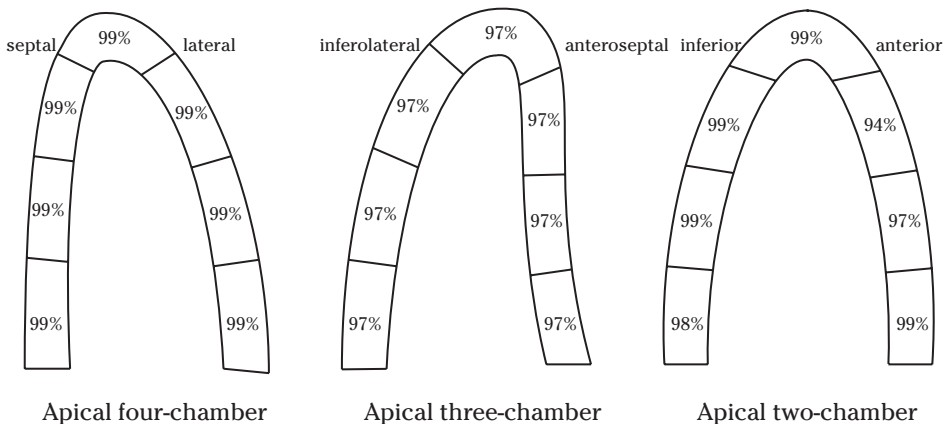 99%
97%
99%
septal
lateral
inferolateral
anteroseptal
inferior
anterior
99%
99%
97%
97%
99%
94%
99%
99%
97%
97%
99%
97%
99%
99%
97%
97%
98%
99%
Apical four-chamber
Apical three-chamber
Apical two-chamber